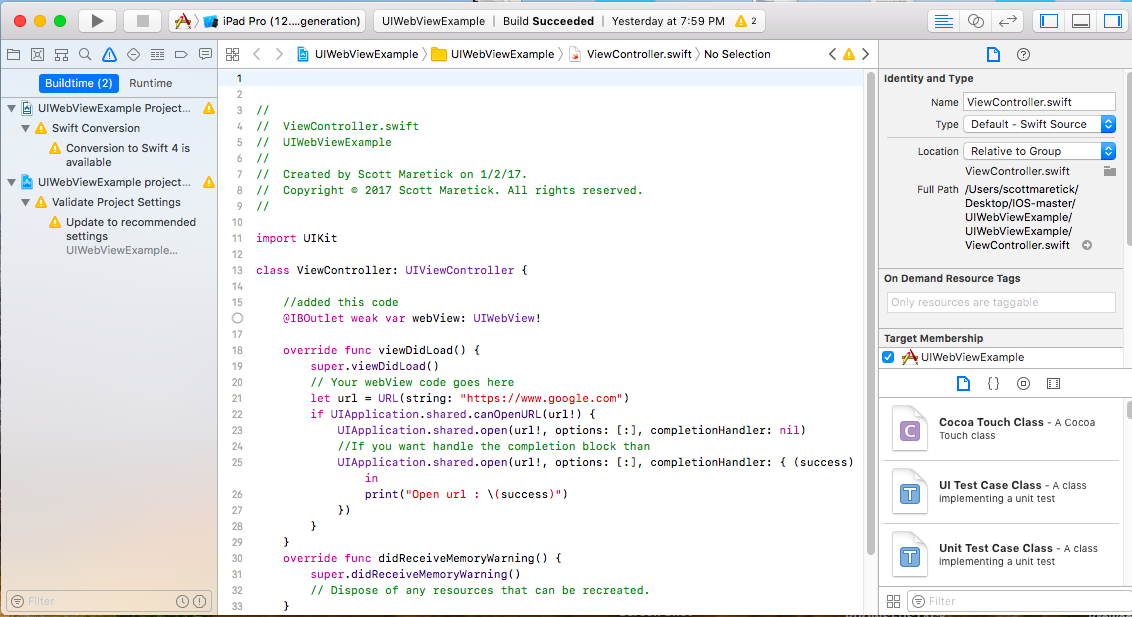 iPad Pro (12....generation)
UIWebViewExample | Build Succeeded | Yesterday at 7:59 PM 2
UIWebViewExample UIWebViewExample ViewController.swift No Selection
Buildtime (2) Runtime
UIWebViewExample Project...
Swift Conversion
Conversion to Swift 4 is
available
UIWebViewExample project...
Validate Project Settings
Update to recommended
settings
UIWebViewExample...
Filter
1
2
3 //
4 //  ViewController.swift
5 //  UIWebViewExample
6 //
7 //  Created by Scott Maretick on 1/2/17.
8 //  Copyright © 2017 Scott Maretick. All rights reserved.
9 //
10
11 import UIKit
12
13 class ViewController: UIViewController {
14
15 //added this code
@IBOutlet weak var webView: UIWebView!
17
18 override func viewDidLoad() {
19 super.viewDidLoad()
20 // Your webView code goes here
21 let url = URL(string: "https://www.google.com")
22 if UIApplication.shared.canOpenURL(url!) {
23 UIApplication.shared.open(url!, options: [:], completionHandler: nil)
24 //If you want handle the completion block than
25 UIApplication.shared.open(url!, options: [:], completionHandler: { (success)
in
26 print("Open url : \(success)")
27 })
28 }
29 }
30 override func didReceiveMemoryWarning() {
31 super.didReceiveMemoryWarning()
32 // Dispose of any resources that can be recreated.
33 }
Identity and Type
Name ViewController.swift
Type Default - Swift Source
Location Relative to Group
ViewController.swift
Full Path /Users/scottmaretick/
Desktop/IOS-master/
UIWebViewExample/
UIWebViewExample/
ViewController.swift
On Demand Resource Tags
Only resources are taggable
Target Membership
UIWebViewExample
{}
C
Cocoa Touch Class - A Cocoa
Touch class
T
UI Test Case Class - A class
implementing a unit test
T
Unit Test Case Class - A class
implementing a unit test
Filter